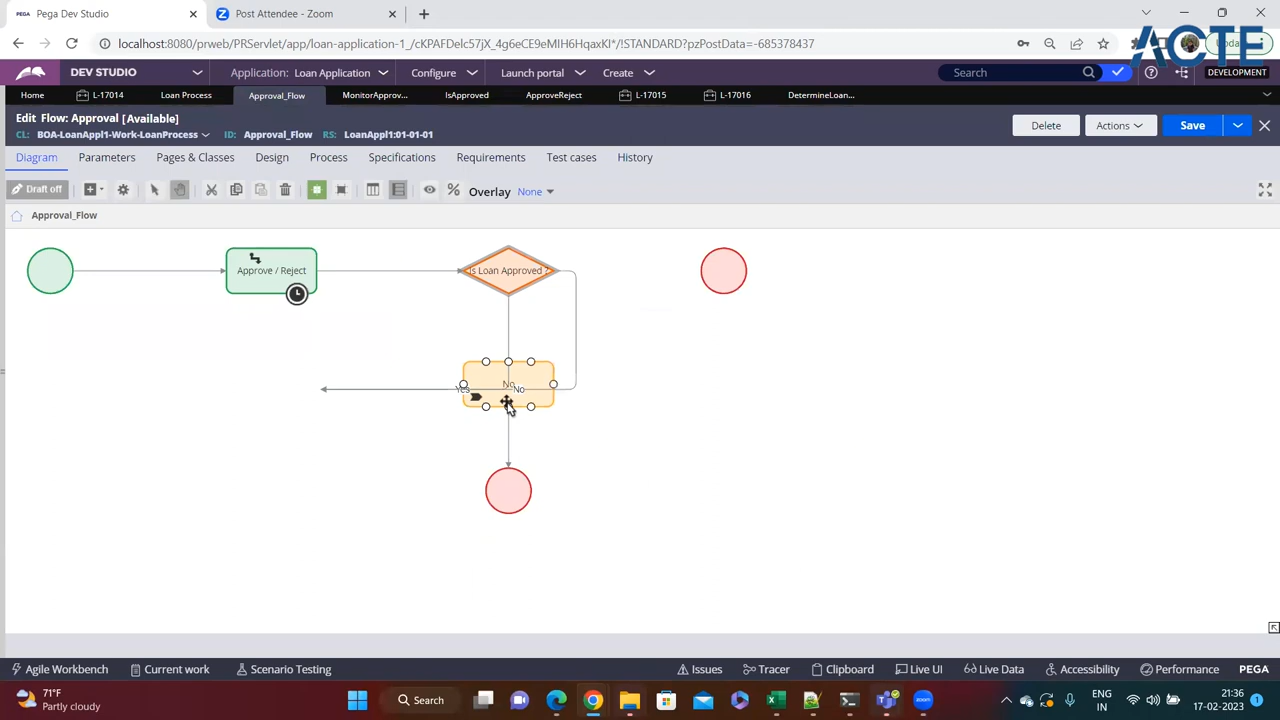 PEGA Pega Dev Studio
Post Attendee - Zoom
localhost:8080/prweb/PRServlet/app/loan-application-1_/
!STANDARD?pzPostData=-685378437
ACTE
DEV STUDIO
Application: Loan Application
Configure
Launch portal
Create
Search
DEVELOPMENT
Home
L-17014
Loan Process
Approval_Flow
MonitorApprov...
IsApproved
ApproveReject
L-17015
L-17016
DetermineLoan...
Edit Flow: Approval [Available]
CL: BOA-LoanAppl1-Work-LoanProcess
ID: Approval_Flow
RS: LoanAppl1:01-01-01
Delete
Actions
Save
Diagram
Parameters
Pages & Classes
Design
Process
Specifications
Requirements
Test cases
History
Draft off
Overlay None
Approval_Flow
Approve / Reject
Is Loan Approved ?
No
Yes
No
Agile Workbench
Current work
Scenario Testing
Issues
Tracer
Clipboard
Live UI
Live Data
Accessibility
Performance
PEGA
71°F
Partly cloudy
Search
ENG
IN
21:36
17-02-2023